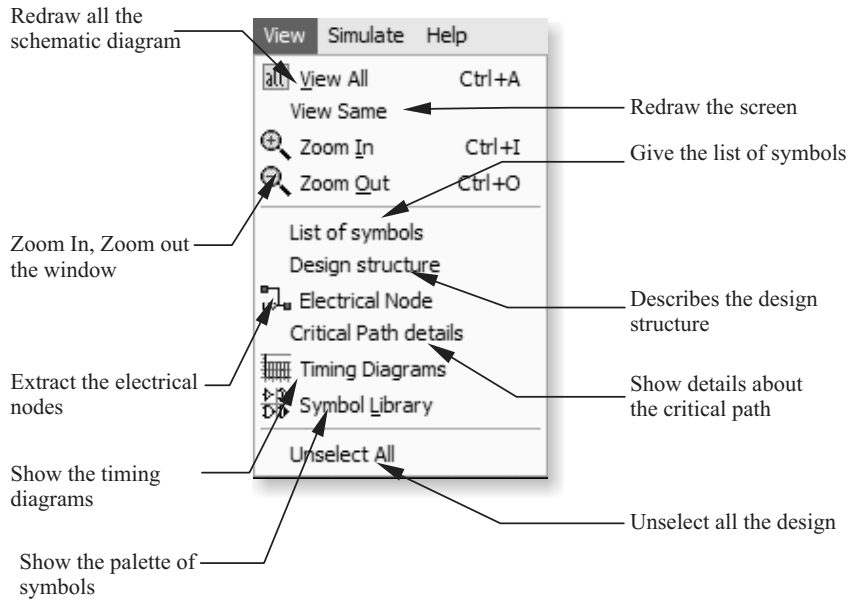 Redraw all the
schematic diagram
View Simulate Help
View All Ctrl+A
View Same
Redraw the screen
Zoom In Ctrl+I
Give the list of symbols
Zoom Out Ctrl+O
List of symbols
Zoom In, Zoom out
the window
Design structure
Electrical Node
Describes the design
structure
Critical Path details
Extract the electrical
nodes
Timing Diagrams
Show details about
the critical path
Symbol Library
Unselect All
Show the timing
diagrams
Unselect all the design
Show the palette of
symbols